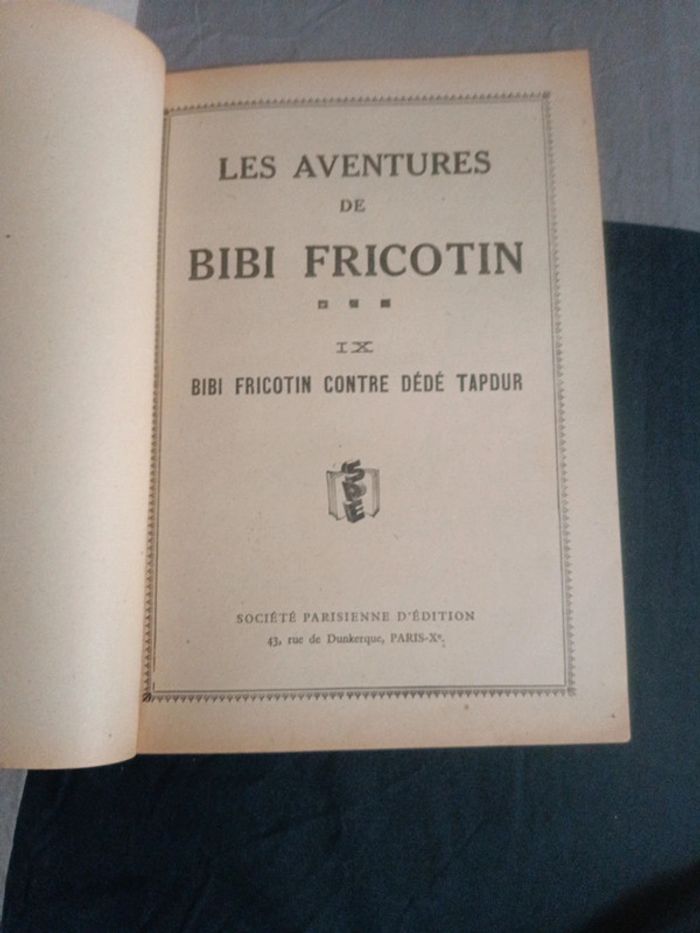 LES AVENTURES
DE
BIBI FRICOTIN
IX
BIBI FRICOTIN CONTRE DÉDÉ TAPDUR
SPE
SOCIÉTÉ PARISIENNE D'ÉDITION
43, rue de Dunkerque, PARIS-Xe.